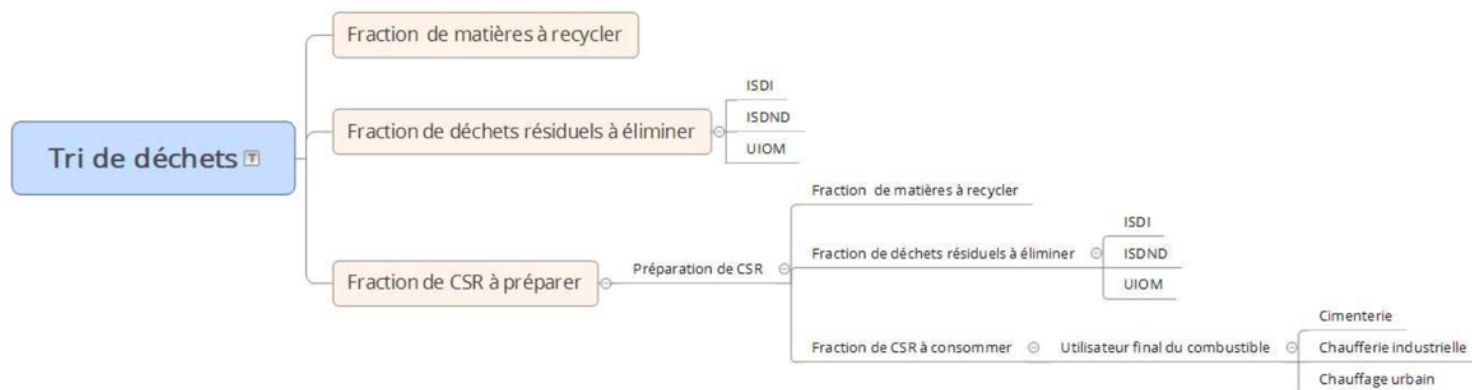 Tri de déchets
Fraction de matières à recycler
Fraction de déchets résiduels à éliminer
ISDI
ISDND
UIOM
Fraction de CSR à préparer
Préparation de CSR
Fraction de matières à recycler
Fraction de déchets résiduels à éliminer
ISDI
ISDND
UIOM
Fraction de CSR à consommer
Utilisateur final du combustible
Cimenterie
Chaufferie industrielle
Chauffage urbain